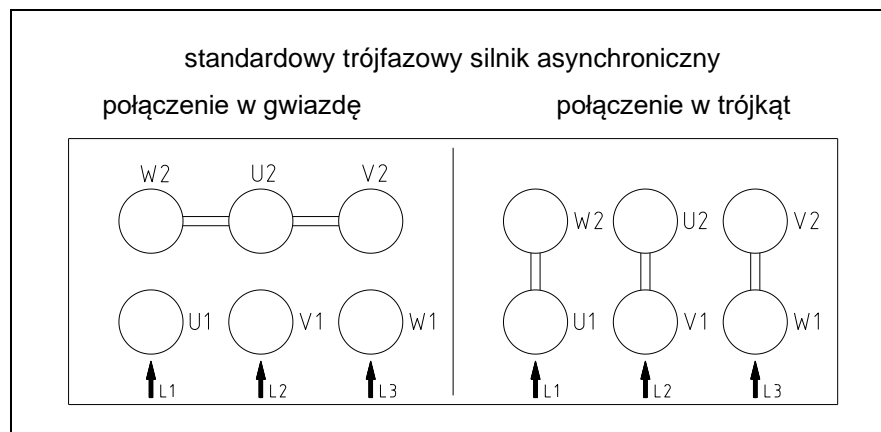 standardowy trójfazowy silnik asynchroniczny
połączenie w gwiazdę połączenie w trójkąt
W2 U2 V2
W2 U2 V2
U1 V1 W1 U1 V1 W1
L1 L2 L3 L1 L2 L3